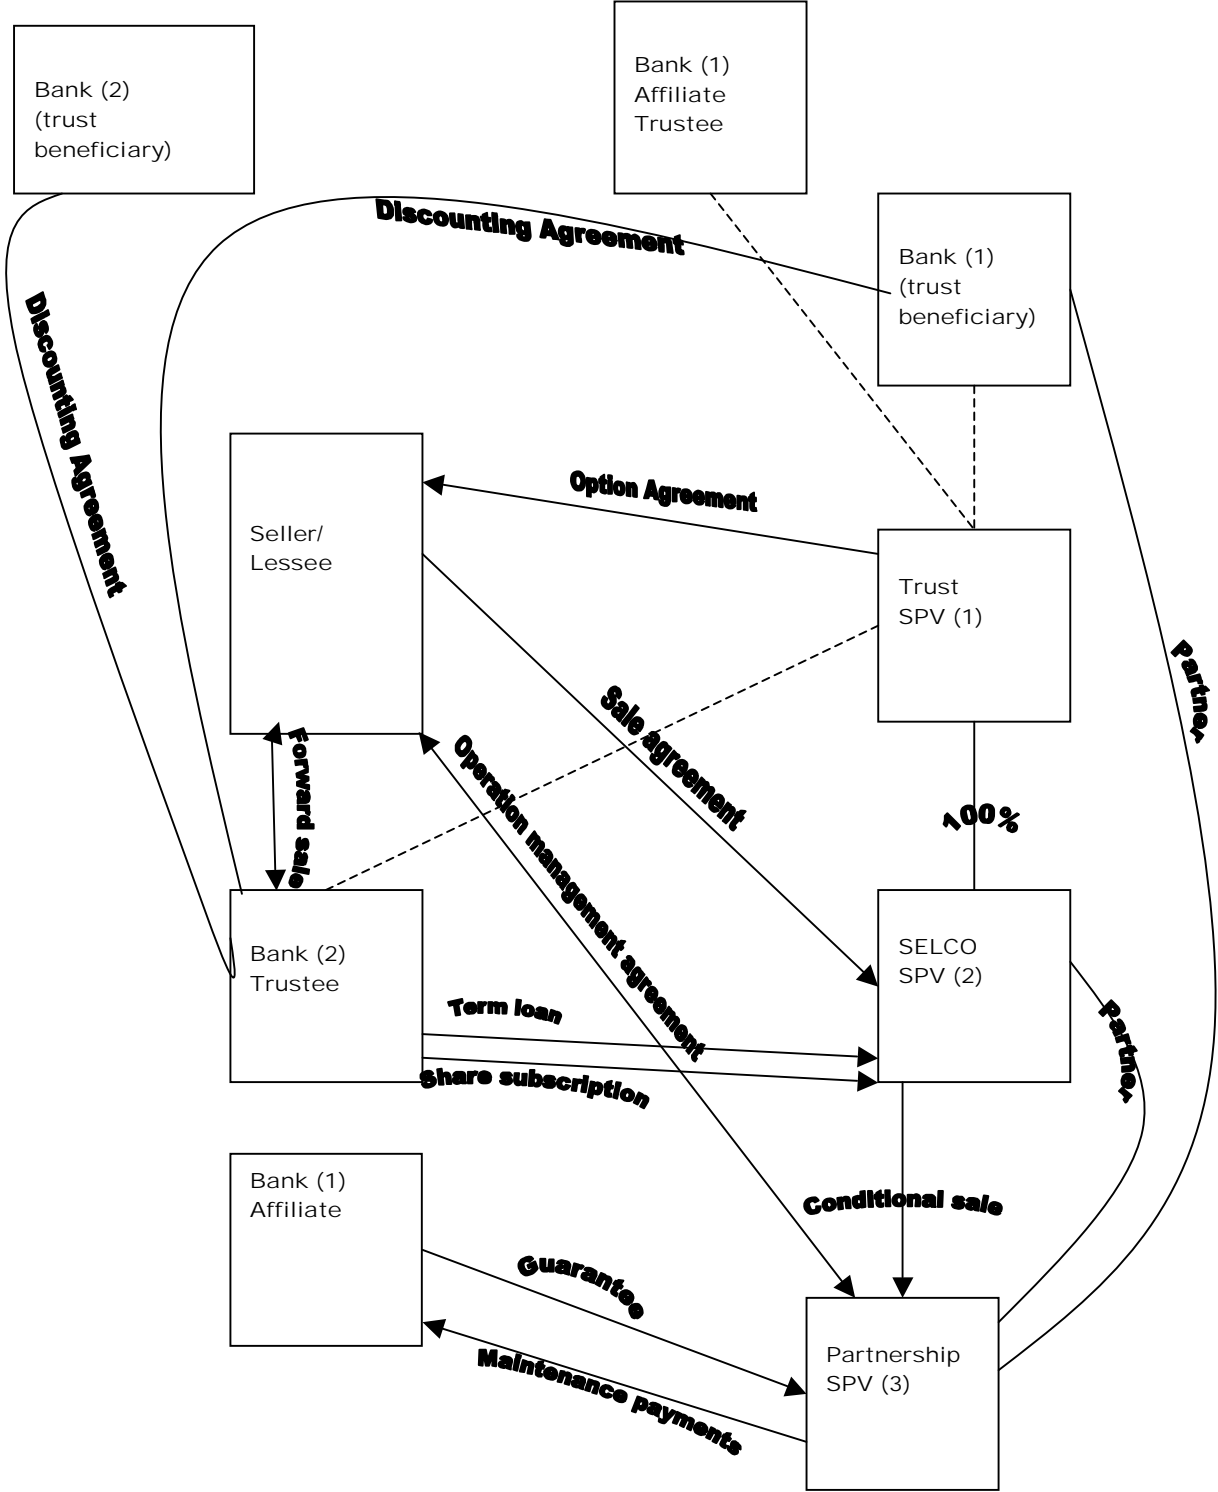 Bank (1)
Affiliate
Trustee
Bank (2)
(trust
beneficiary)
Discounting Agreement
Bank (1)
(trust
beneficiary)
Discounting Agreement
Option Agreement
Seller/
Lessee
Trust
SPV (1)
Partner
Sale agreement
Forward sale
Operation management agreement
100%
Bank (2)
Trustee
SELCO
SPV (2)
Term loan
Partner
Share subscription
Bank (1)
Affiliate
Conditional sale
Guarantee
Maintenance payments
Partnership
SPV (3)